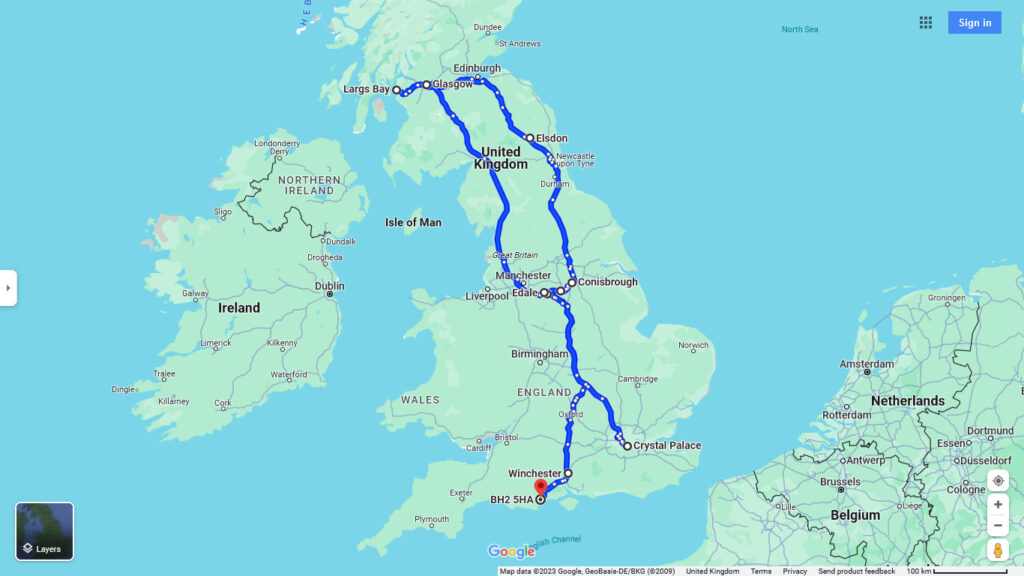 H E B
Dundee
St Andrews
North Sea
Sign in
Edinburgh
Largs Bay
Glasgow
Elsdon
Londonderry
Derry
United
Kingdom
Newcastle
upon Tyne
NORTHERN
IRELAND
Durham
Sligo
Isle of Man
Dundalk
Drogheda
Great Britain
Manchester
Conisbrough
Galway
Dublin
Liverpool
Edale
Ireland
Groningen
Limerick
Kilkenny
Birmingham
Norwich
Amsterdam
Tralee
Waterford
Cambridge
Dingle
Killarney
Cork
WALES
ENGLAND
Netherlands
Oxford
Rotterdam
Dortmund
Bristol
Cardiff
Crystal Palace
Essen
Antwerp
Düsseldorf
Winchester
Brussels
Cologne
Exeter
BH2 5HA
Lille
Liege
Plymouth
Belgium
English Channel
Layers
Google
Map data ©2023 Google, GeoBasis-DE/BKG (©2009) United Kingdom Terms Privacy Send product feedback 100 km